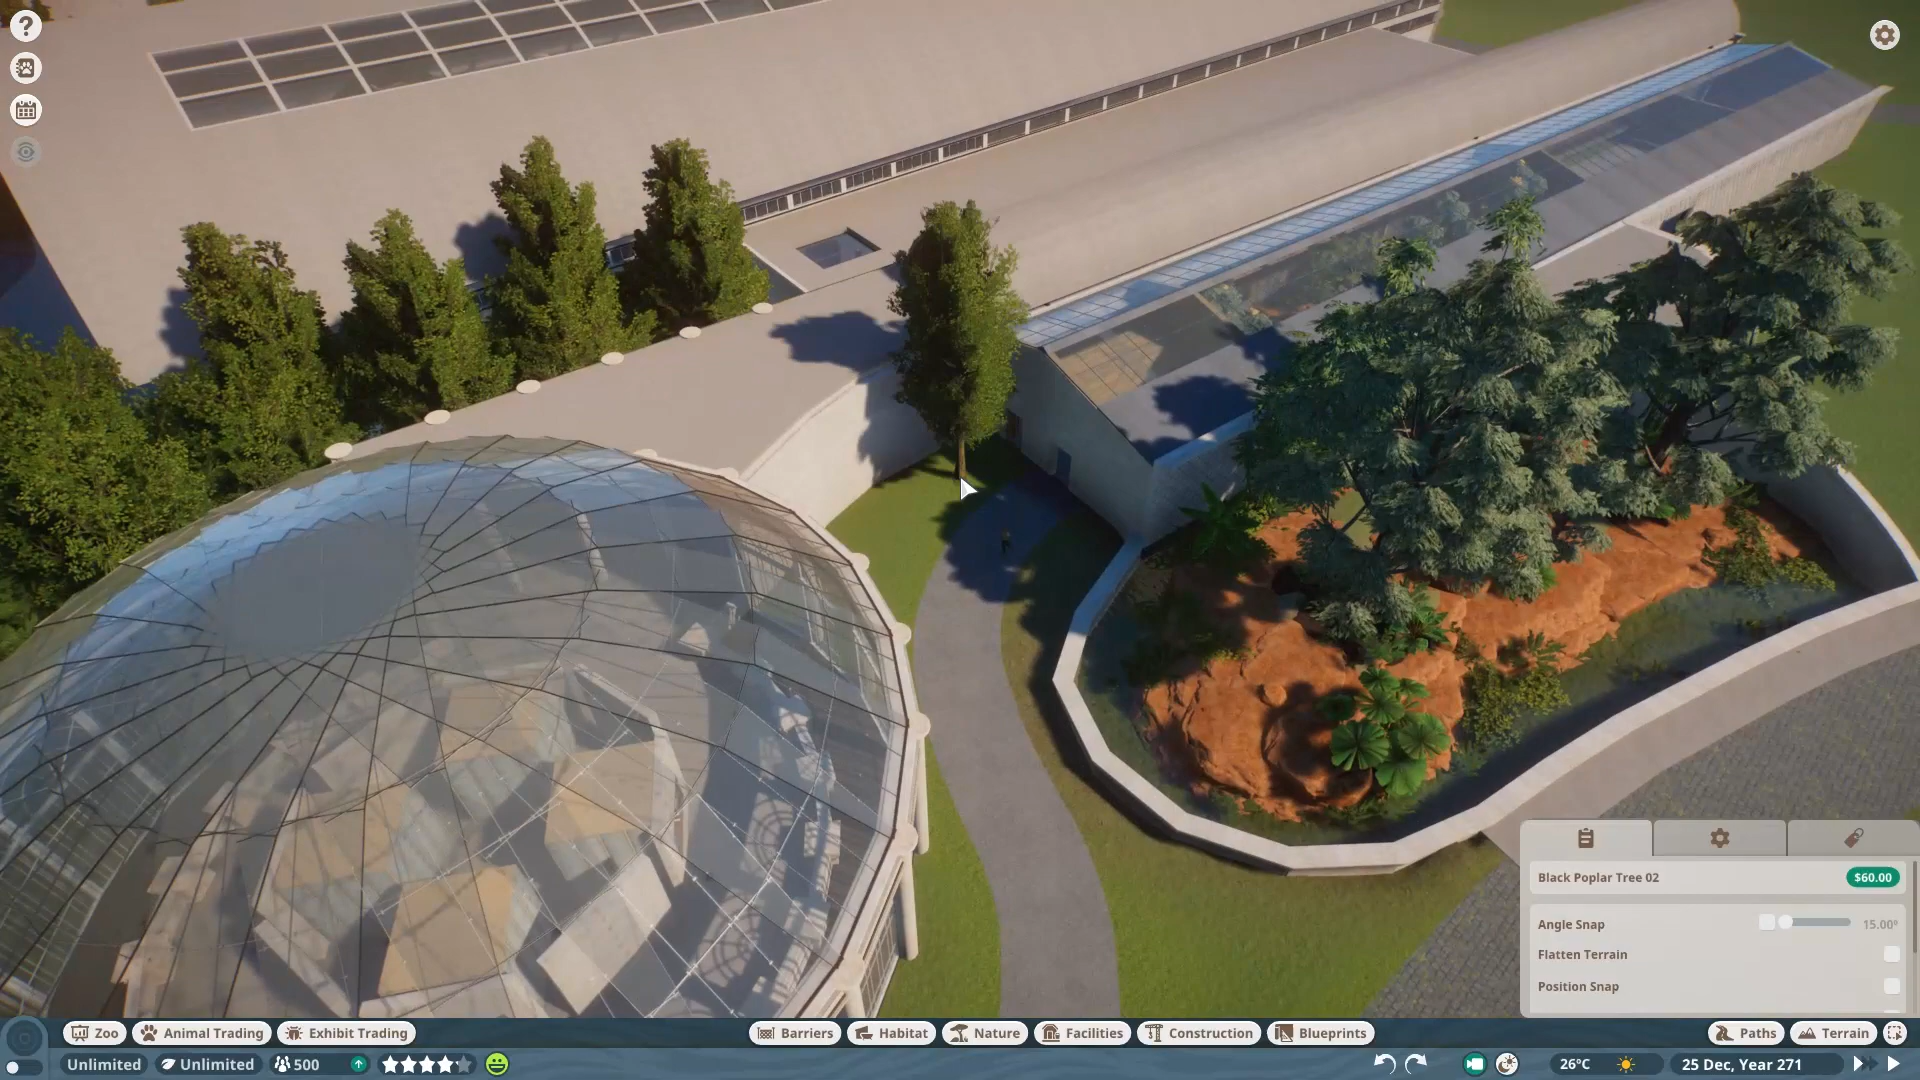 ?
Black Poplar Tree 02
$60.00
Angle Snap
15.00°
Flatten Terrain
Position Snap
Zoo
Animal Trading
Exhibit Trading
Barriers
Habitat
Nature
Facilities
Construction
Blueprints
Paths
Terrain
Unlimited
Unlimited
500
26°C
25 Dec, Year 271